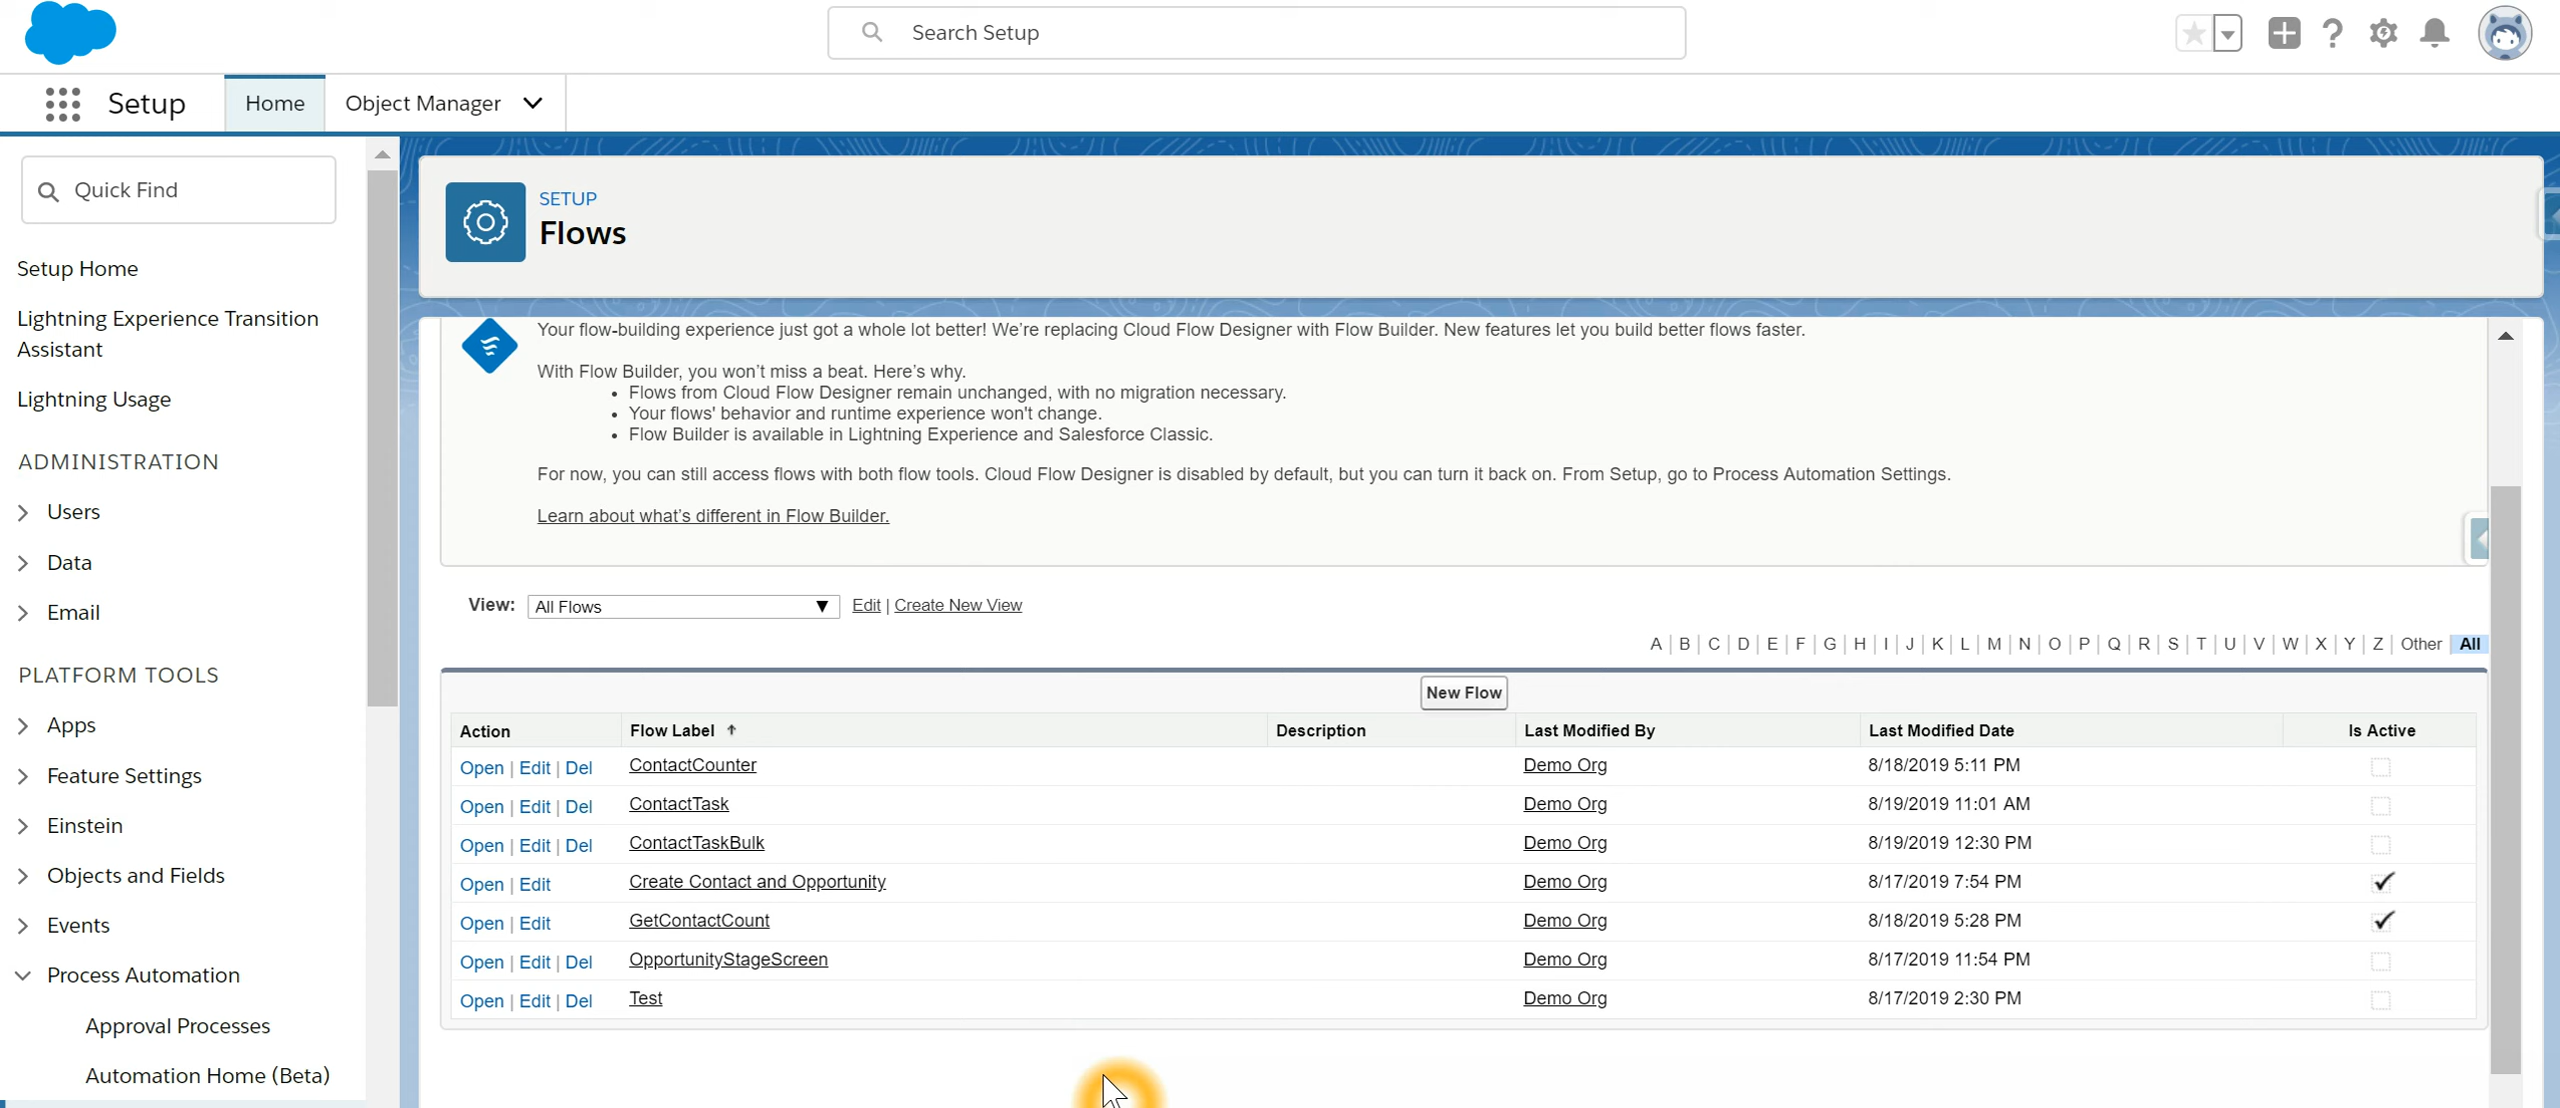 Search Setup
Setup
Home
Object Manager
Quick Find
Setup Home
Lightning Experience Transition
Assistant
Lightning Usage
ADMINISTRATION
Users
Data
Email
PLATFORM TOOLS
Apps
Feature Settings
Einstein
Objects and Fields
Events
Process Automation
Approval Processes
Automation Home (Beta)
SETUP
Flows
Your flow-building experience just got a whole lot better! We're replacing Cloud Flow Designer with Flow Builder. New features let you build better flows faster.
With Flow Builder, you won't miss a beat. Here's why.
• Flows from Cloud Flow Designer remain unchanged, with no migration necessary.
• Your flows' behavior and runtime experience won't change.
• Flow Builder is available in Lightning Experience and Salesforce Classic.
For now, you can still access flows with both flow tools. Cloud Flow Designer is disabled by default, but you can turn it back on. From Setup, go to Process Automation Settings.
Learn about what's different in Flow Builder.
View: All Flows Edit | Create New View
A | B | C | D | E | F | G | H | I | J | K | L | M | N | O | P | Q | R | S | T | U | V | W | X | Y | Z | Other | All
New Flow
Action Flow Label Description Last Modified By Last Modified Date Is Active
Open | Edit | Del ContactCounter Demo Org 8/18/2019 5:11 PM
Open | Edit | Del ContactTask Demo Org 8/19/2019 11:01 AM
Open | Edit | Del ContactTaskBulk Demo Org 8/19/2019 12:30 PM
Open | Edit Create Contact and Opportunity Demo Org 8/17/2019 7:54 PM
Open | Edit GetContactCount Demo Org 8/18/2019 5:28 PM
Open | Edit | Del OpportunityStageScreen Demo Org 8/17/2019 11:54 PM
Open | Edit | Del Test Demo Org 8/17/2019 2:30 PM